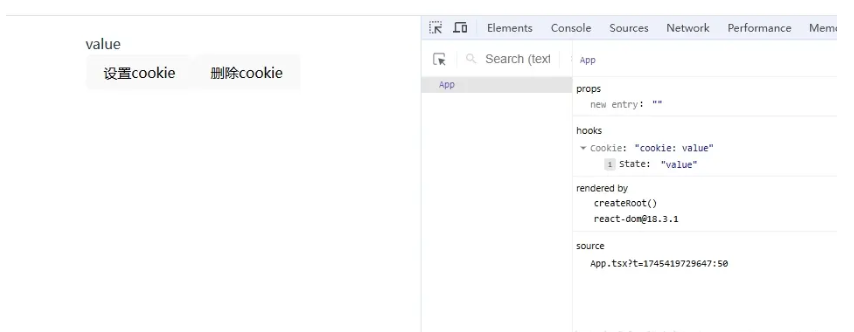 Elements Console Sources Network Performance Memo
value
设置cookie 删除cookie
Search (text
App
App
props
new entry: ""
hooks
Cookie: "cookie: value"
1 State: "value"
rendered by
createRoot()
react-dom@18.3.1
source
App.tsx?t=1745419729647:50